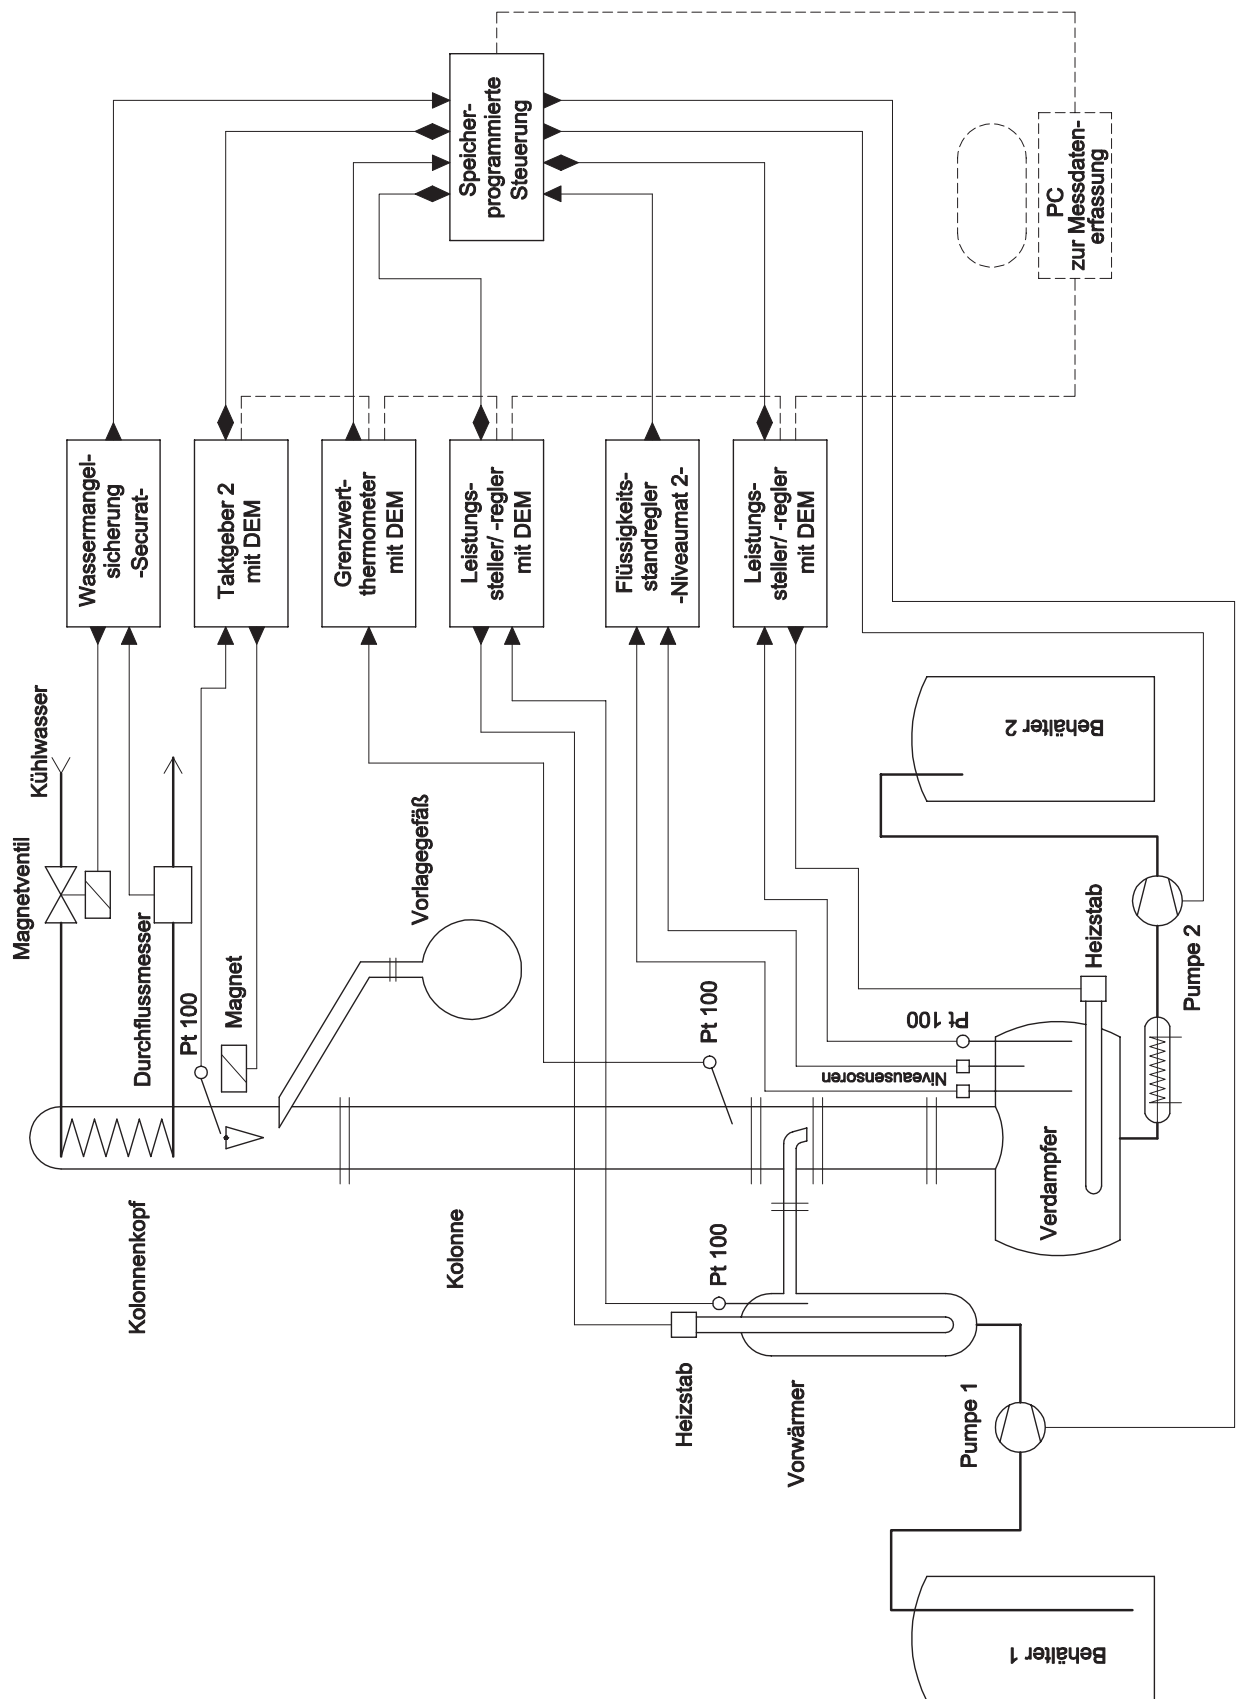 Speicher-
programmierte
Steuerung
PC
zur Messdaten-
erfassung
Wassermangel-
sicherung
-Securat-
Taktgeber 2
mit DEM
Grenzwert-
thermometer
mit DEM
Leistungs-
steller/ -regler
mit DEM
Flüssigkeits-
standregler
-Niveaumat 2-
Leistungs-
steller/ -regler
mit DEM
Kühlwasser
Magnetventil
Durchflussmesser
Pt 100
Magnet
Vorlagegefäß
Pt 100
Kolonnenkopf
Kolonne
Pt 100
Heizstab
Vorwärmer
Niveausensoren
Pt 100
Verdampfer
Heizstab
Pumpe 2
Behälter 2
Pumpe 1
Behälter 1